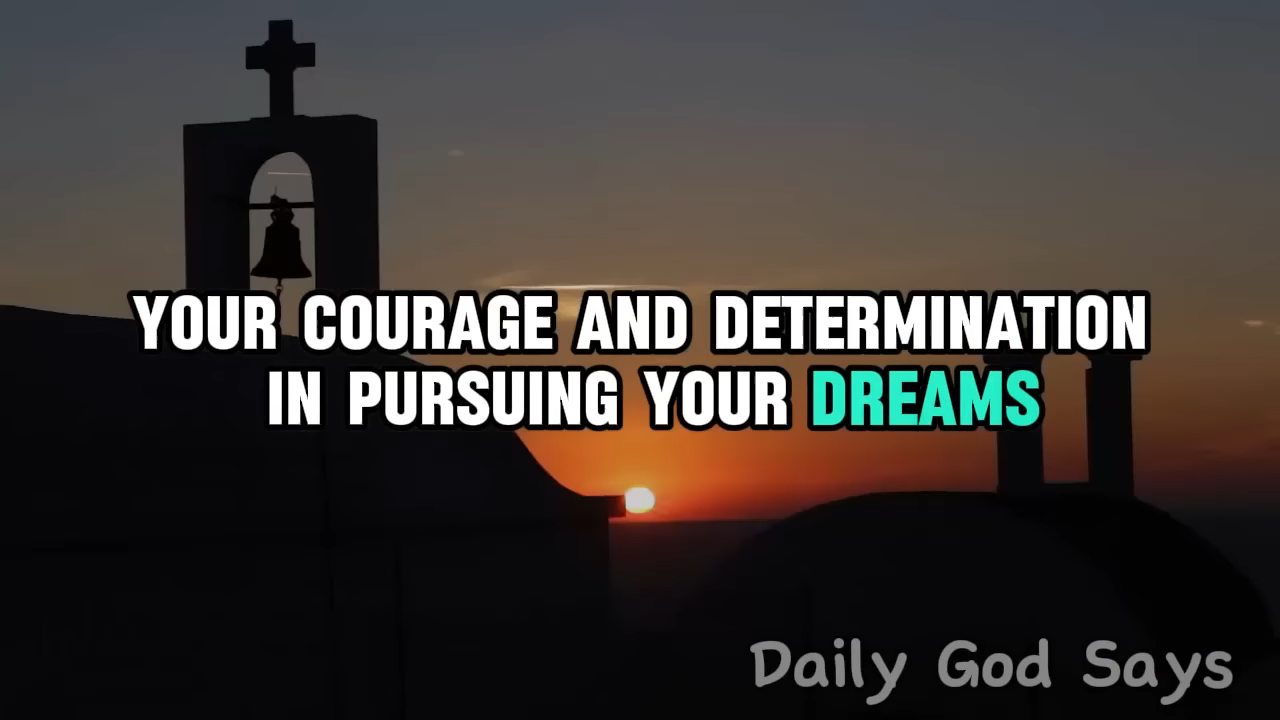 YOUR COURAGE AND DETERMINATION
IN PURSUING YOUR DREAMS
Daily God Says